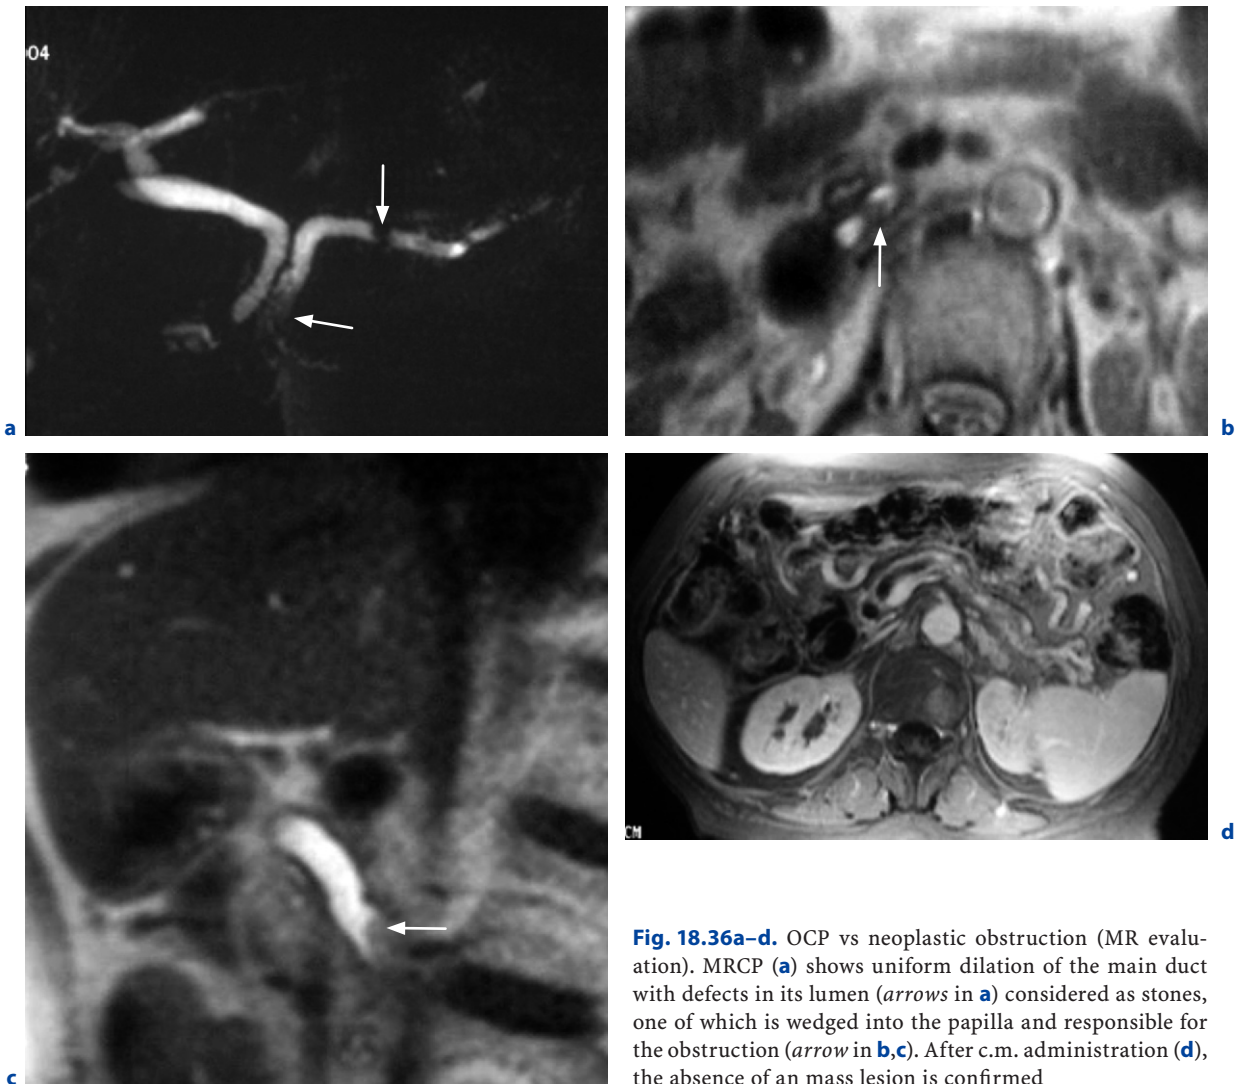 04
a
b
c
CM
d
Fig. 18.36a–d. OCP vs neoplastic obstruction (MR evalu-
ation). MRCP (a) shows uniform dilation of the main duct
with defects in its lumen (arrows in a) considered as stones,
one of which is wedged into the papilla and responsible for
the obstruction (arrow in b,c). After c.m. administration (d),
the absence of an mass lesion is confirmed